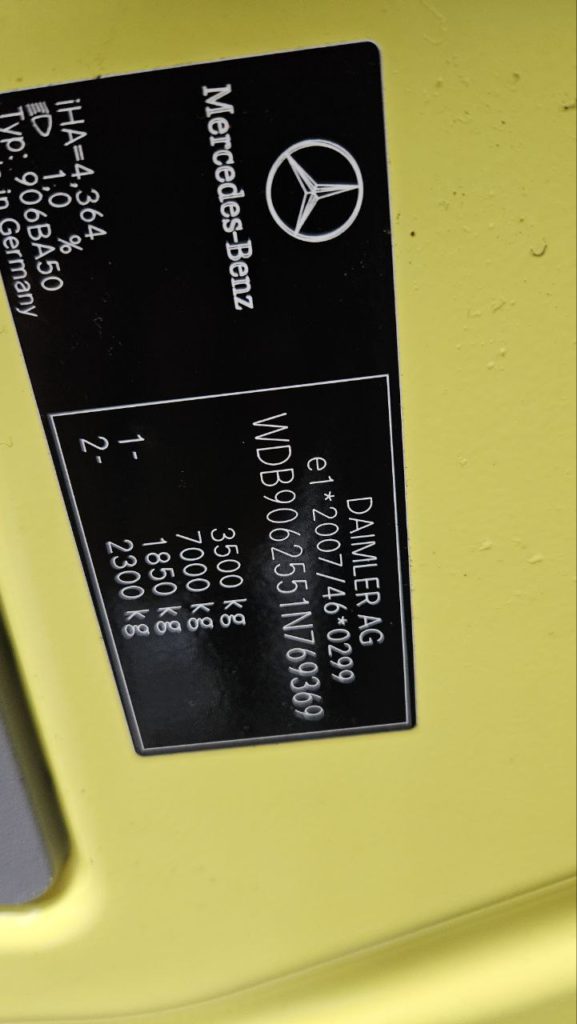 Mercedes-Benz
iHA=4,364
1,0 %
Typ: 906BA50
in Germany
DAIMLER AG
e1*2007/46*0299
WDB9062551N769369
3500 kg
7000 kg
1- 1850 kg
2- 2300 kg